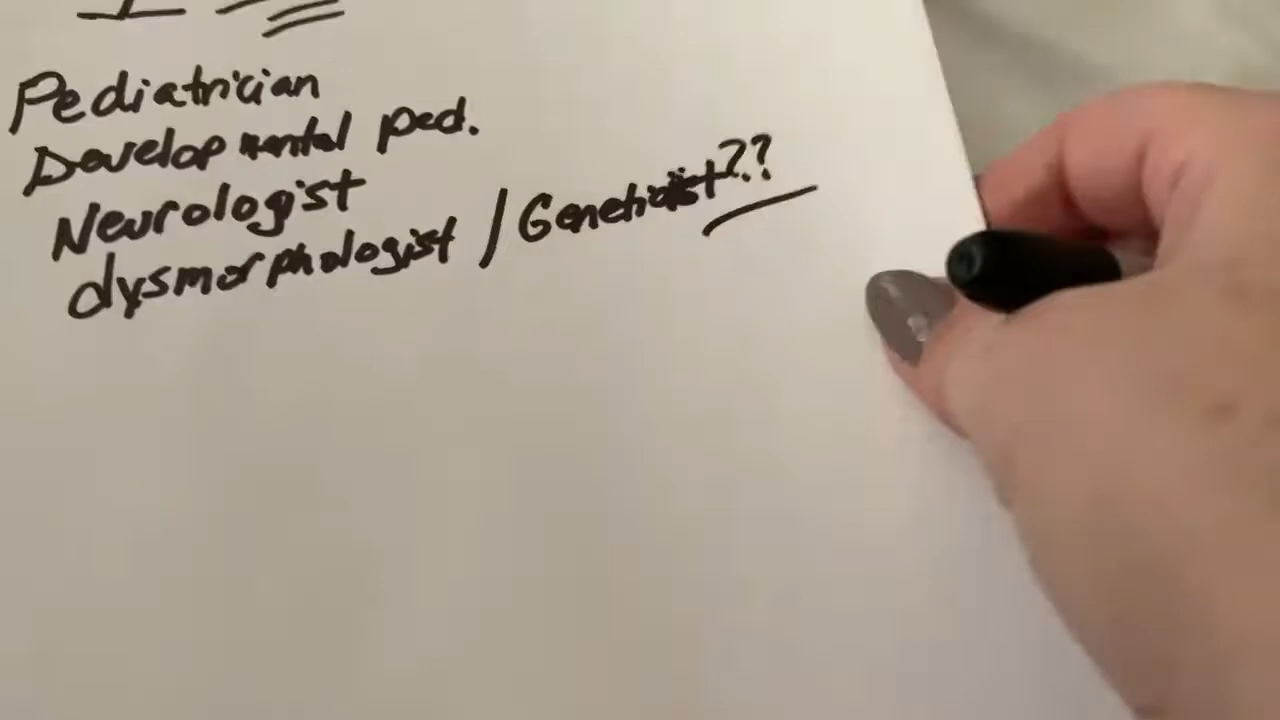 Pediatrician
Developmental ped.
Neurologist
dysmorphologist / Geneticist??